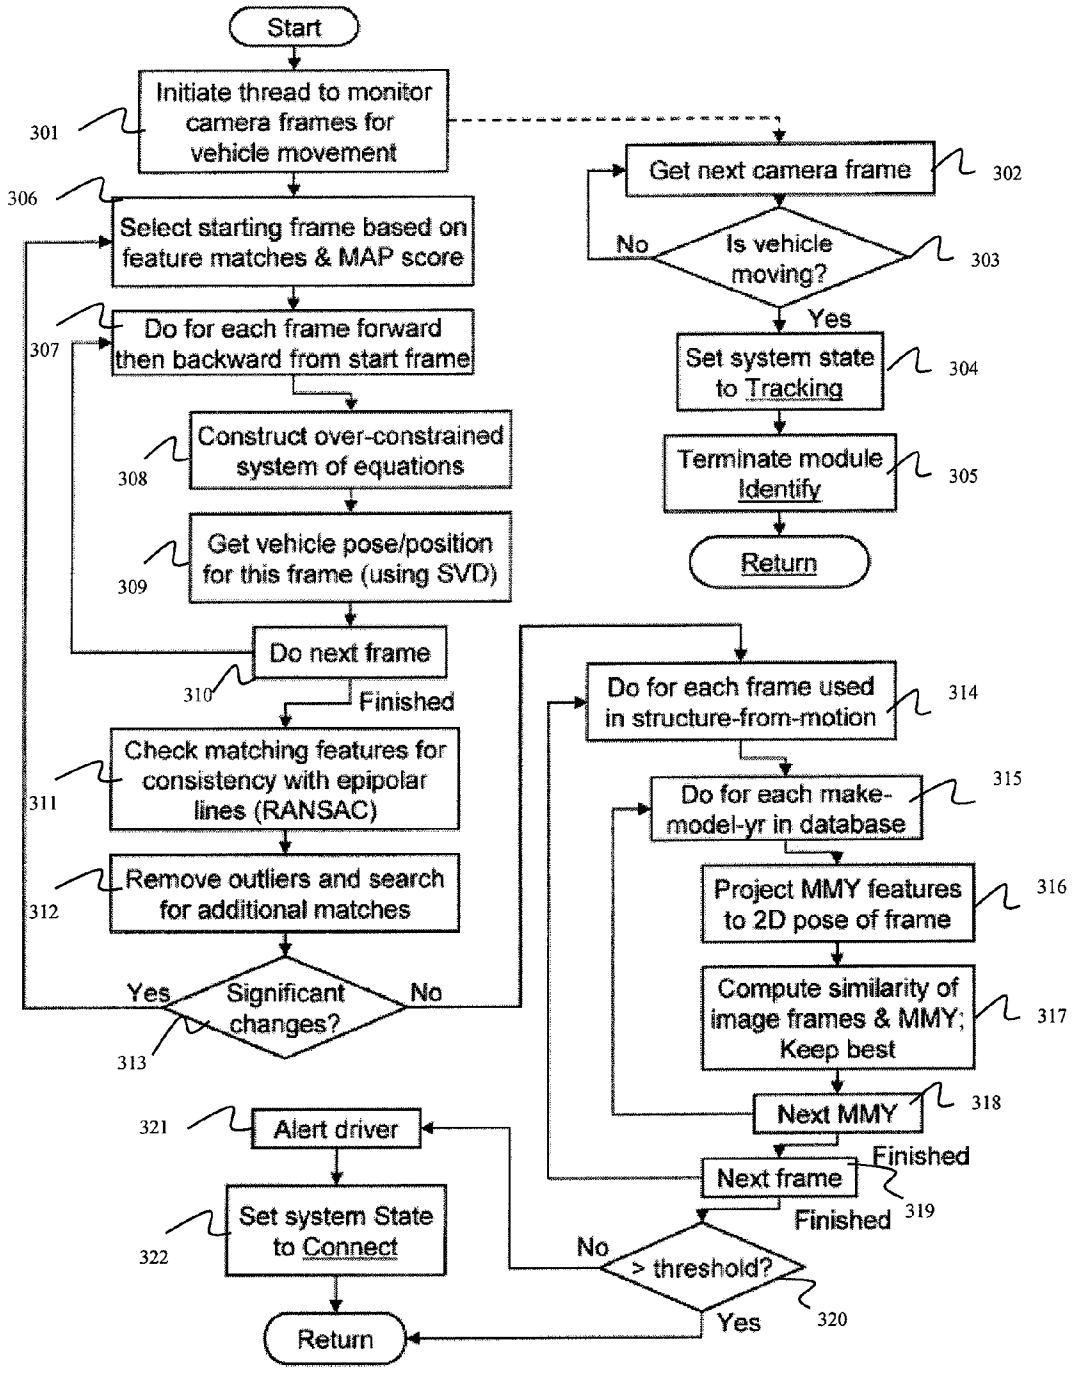 Start
Initiate thread to monitor
camera frames for
vehicle movement
301
306
Select starting frame based on
feature matches & MAP score
307
Do for each frame forward
then backward from start frame
308
Construct over-constrained
system of equations
309
Get vehicle pose/position
for this frame (using SVD)
Do next frame
310
Finished
311
Check matching features for
consistency with epipolar
lines (RANSAC)
312
Remove outliers and search
for additional matches
Yes
Significant
changes?
No
313
Get next camera frame
302
No
Is vehicle
moving?
303
Yes
Set system state
to Tracking
304
Terminate module
Identify
305
Return
Do for each frame used
in structure-from-motion
314
Do for each make-
model-yr in database
315
Project MMY features
to 2D pose of frame
316
Compute similarity of
image frames & MMY;
Keep best
317
Next MMY
318
Finished
Next frame
319
Finished
No
> threshold?
320
Yes
321
Alert driver
322
Set system State
to Connect
Return